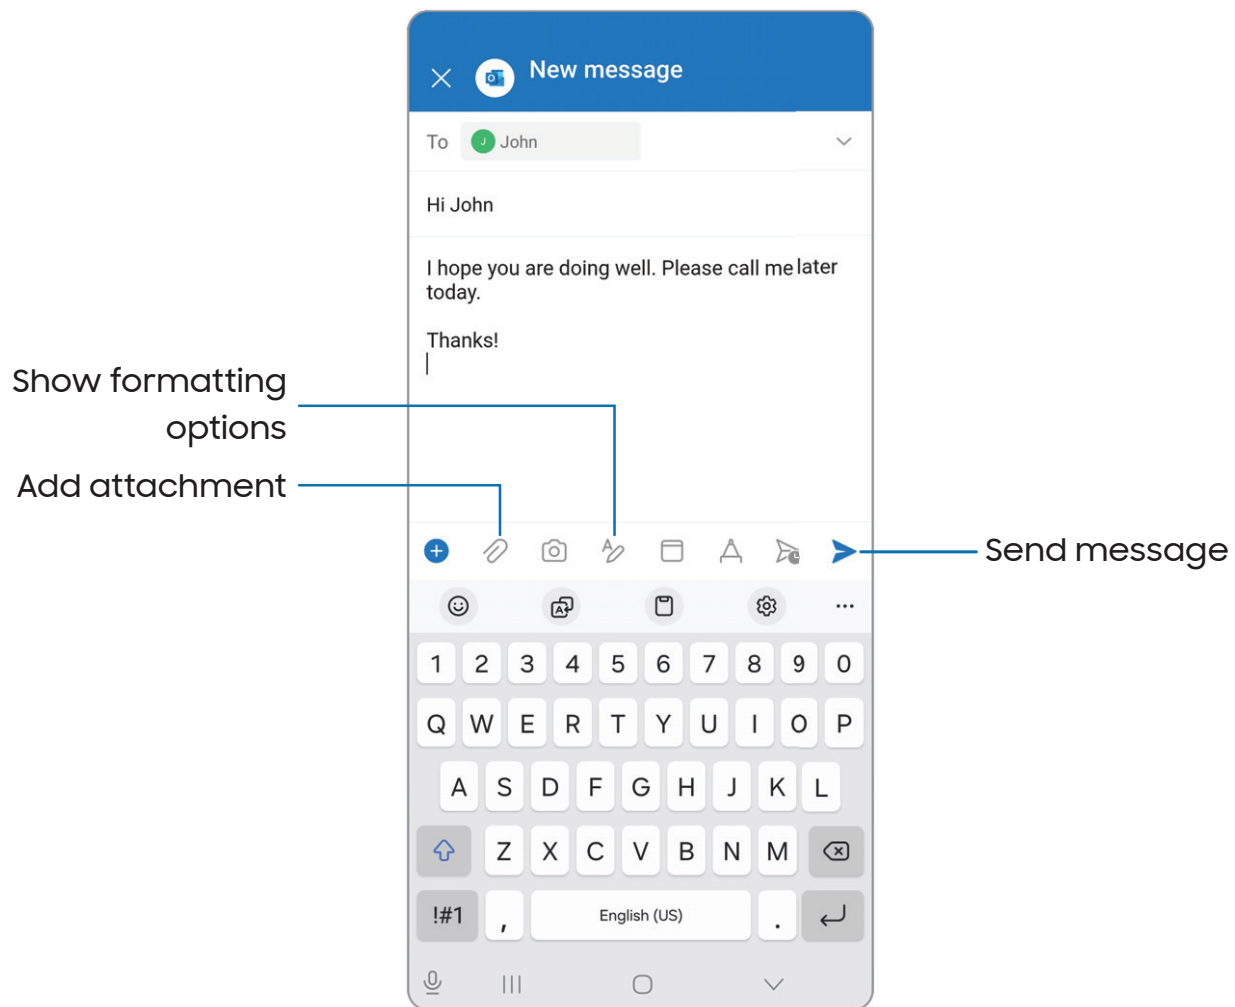 New message
To J John
Hi John
I hope you are doing well. Please call me later
today.
Thanks!
Show formatting
options
Add attachment
Send message
1 2 3 4 5 6 7 8 9 0
Q W E R T Y U I O P
A S D F G H J K L
Z X C V B N M
!#1 , English (US) .